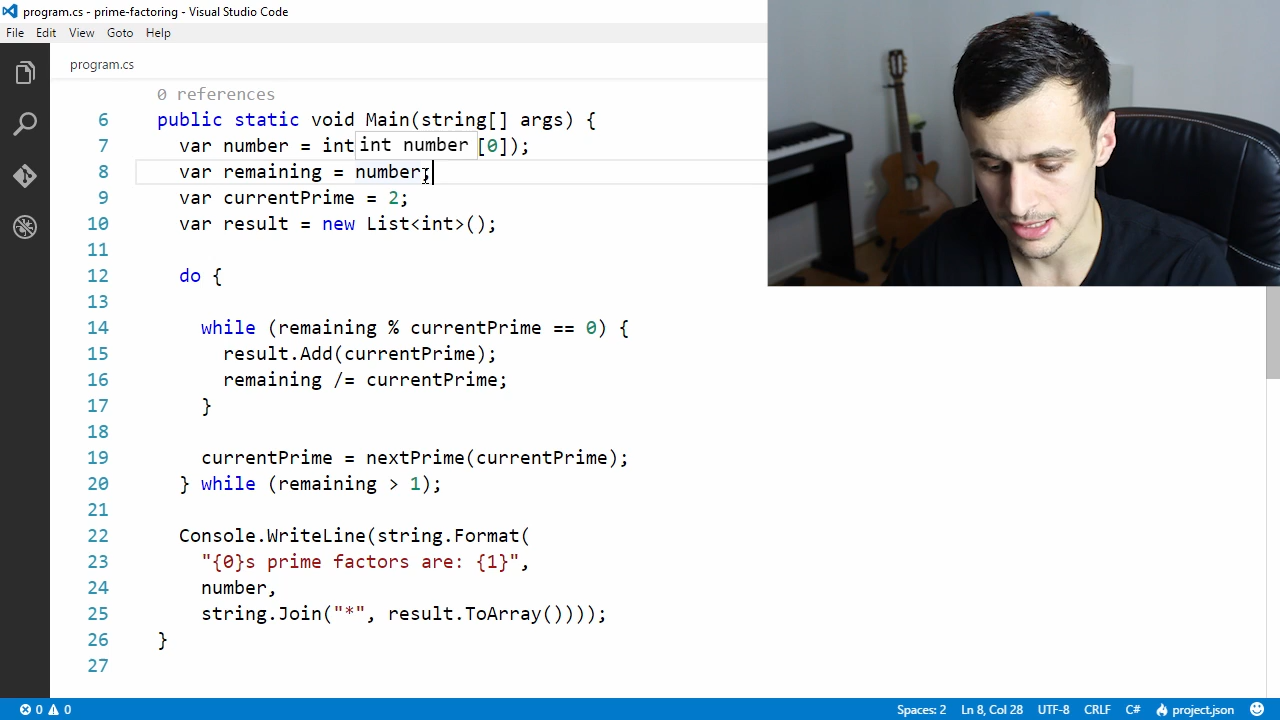 program.cs - prime-factoring - Visual Studio Code
File Edit View Goto Help
program.cs
0 references
6 public static void Main(string[] args) {
7 var number = int int number [0]);
8 var remaining = number;
9 var currentPrime = 2;
10 var result = new List<int>();
11
12 do {
13
14 while (remaining % currentPrime == 0) {
15 result.Add(currentPrime);
16 remaining /= currentPrime;
17 }
18
19 currentPrime = nextPrime(currentPrime);
20 } while (remaining > 1);
21
22 Console.WriteLine(string.Format(
23 "{0}s prime factors are: {1}",
24 number,
25 string.Join("*", result.ToArray())));
26 }
27
0 0 Spaces: 2 Ln 8, Col 28 UTF-8 CRLF C# project.json